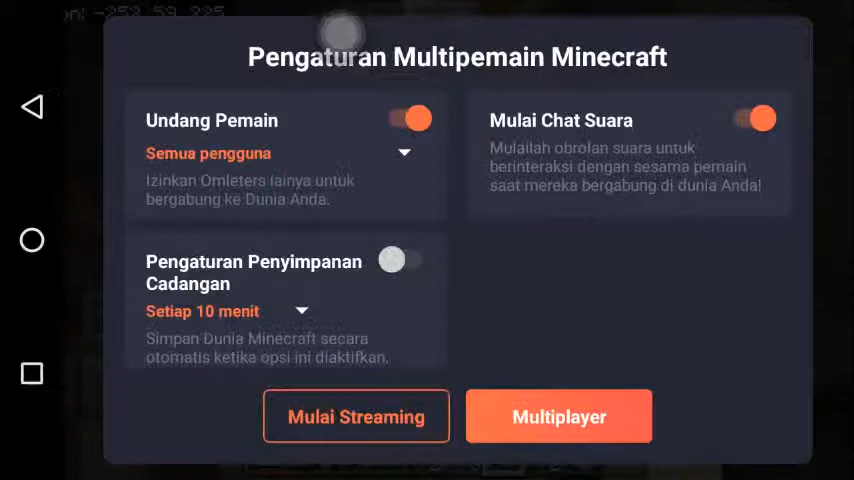 Pengaturan Multipemain Minecraft
Undang Pemain
Semua pengguna
Izinkan Omleters lainya untuk
bergabung ke Dunia Anda.
Mulai Chat Suara
Mulailah obrolan suara untuk
berinteraksi dengan sesama pemain
saat mereka bergabung di dunia Anda!
Pengaturan Penyimpanan
Cadangan
Setiap 10 menit
Simpan Dunia Minecraft secara
otomatis ketika opsi ini diaktifkan.
Mulai Streaming
Multiplayer